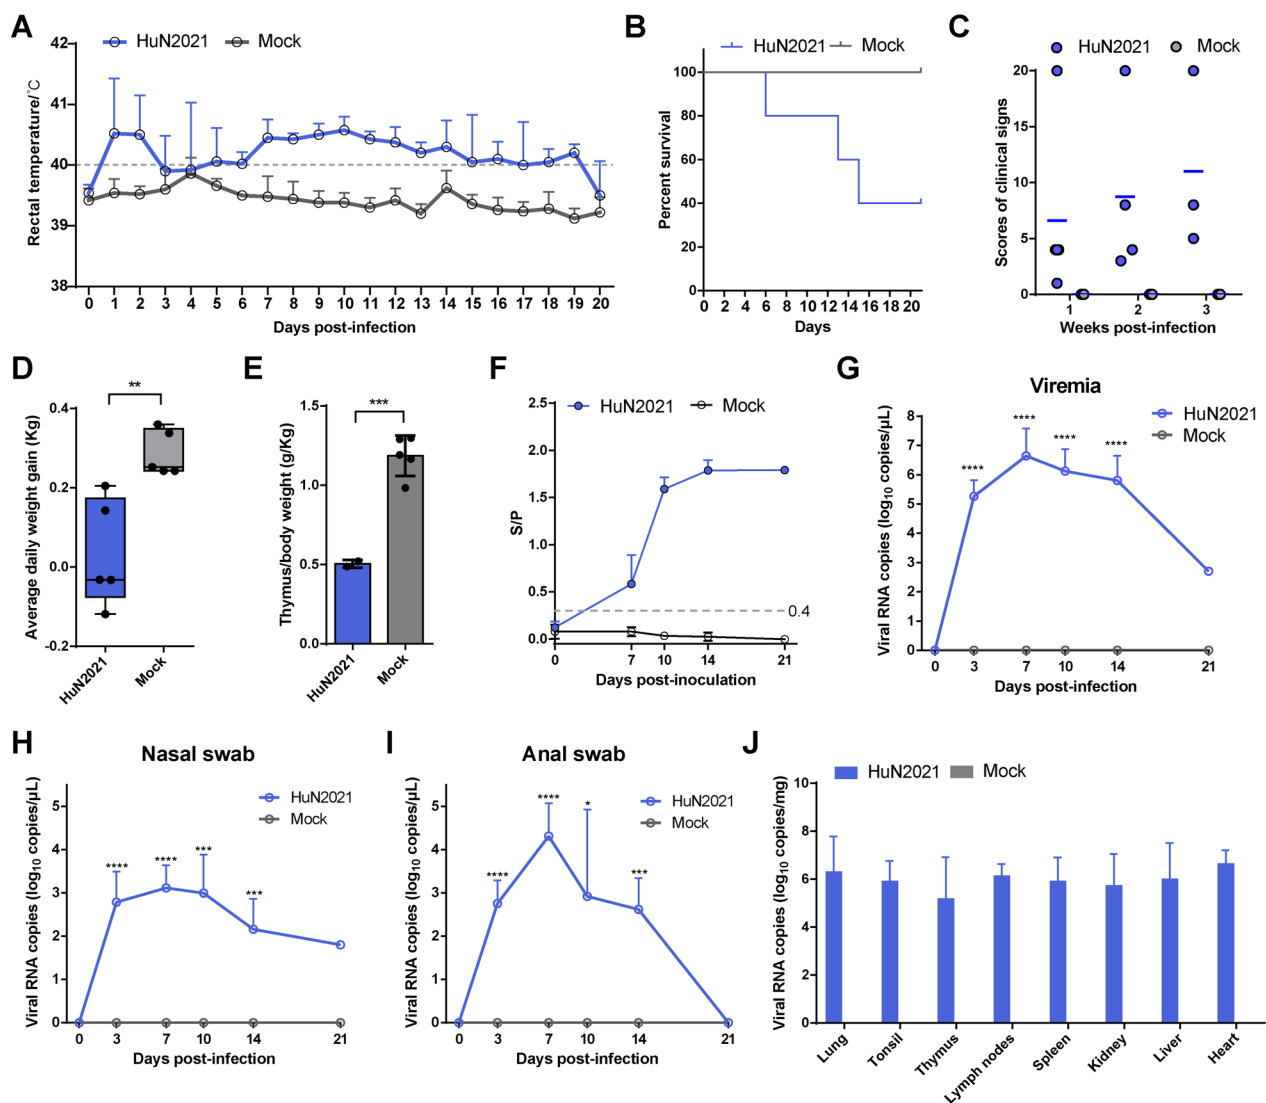 A
HuN2021 Mock
Rectal temperature/°C
42
41
40
39
38
0 1 2 3 4 5 6 7 8 9 10 11 12 13 14 15 16 17 18 19 20
Days post-infection
B
HuN2021 Mock
Percent survival
100
80
60
40
20
0
0 2 4 6 8 10 12 14 15 18 20
Days
C
HuN2021 Mock
Scores of clinical signs
20
15
10
5
0
1 2 3
Weeks post-infection
D
Average daily weight gain (Kg)
**
0.4
0.2
0.0
-0.2
HuN2021 Mock
E
Thymus/body weight (g/Kg)
***
1.5
1.0
0.5
0.0
HuN2021 Mock
F
HuN2021 Mock
S/P
2.5
2.0
1.5
1.0
0.5
0.0
0.4
0 7 10 14 21
Days post-inoculation
G
Viremia
HuN2021
Mock
Viral RNA copies (log10 copies/μL)
8
7
6
5
4
3
2
1
0
**** **** **** ****
0 3 7 10 14 21
Days post-infection
H
Nasal swab
HuN2021
Mock
Viral RNA copies (log10 copies/μL)
5
4
3
2
1
0
**** **** *** ***
0 3 7 10 14 21
Days post-infection
I
Anal swab
HuN2021
Mock
Viral RNA copies (log10 copies/μL)
5
4
3
2
1
0
**** **** * ***
0 3 7 10 14 21
Days post-infection
J
HuN2021 Mock
Viral RNA copies (log10 copies/mg)
10
8
6
4
2
0
Lung Tonsil Thymus Lymph nodes Spleen Kidney Liver Heart